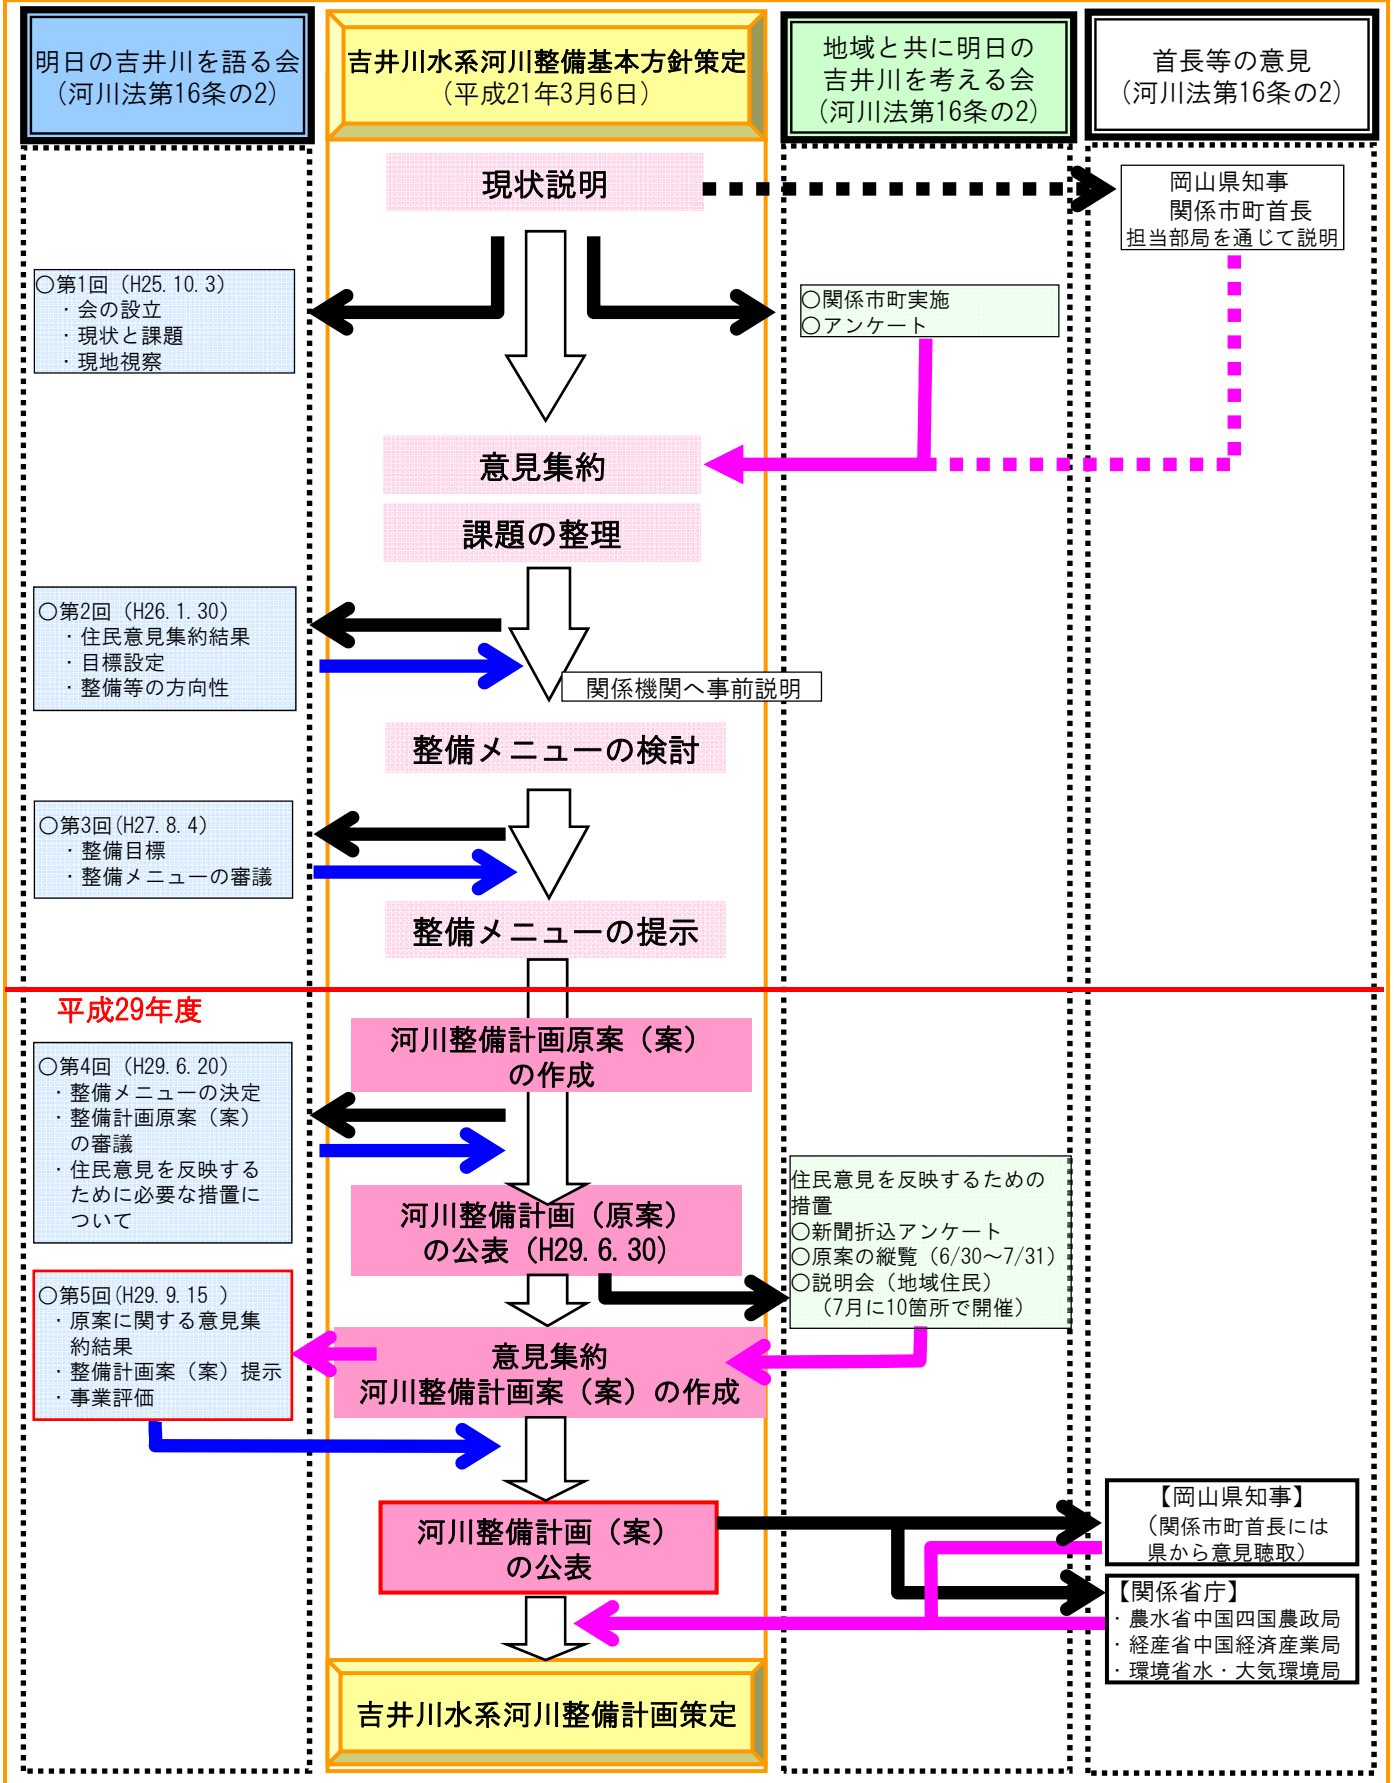 明日の吉井川を語る会
(河川法第16条の2)
吉井川水系河川整備基本方針策定
(平成21年3月6日)
地域と共に明日の
吉井川を考える会
(河川法第16条の2)
首長等の意見
(河川法第16条の2)
現状説明
岡山県知事
関係市町首長
担当部局を通じて説明
○第1回（H25.10.3)
・会の設立
・現状と課題
・現地視察
○関係市町実施
○アンケート
意見集約
課題の整理
○第2回（H26.1.30)
・住民意見集約結果
・目標設定
・整備等の方向性
関係機関へ事前説明
整備メニューの検討
○第3回(H27.8.4)
・整備目標
・整備メニューの審議
整備メニューの提示
平成29年度
河川整備計画原案（案）
の作成
○第4回（H29.6.20)
・整備メニューの決定
・整備計画原案（案）
の審議
・住民意見を反映する
ために必要な措置に
ついて
河川整備計画（原案）
の公表（H29.6.30）
住民意見を反映するための
措置
○新聞折込アンケート
○原案の縦覧（6/30～7/31）
○説明会（地域住民）
（7月に10箇所で開催）
○第5回(H29.9.15 )
・原案に関する意見集
約結果
・整備計画案（案）提示
・事業評価
意見集約
河川整備計画案（案）の作成
河川整備計画（案）
の公表
【岡山県知事】
（関係市町首長には
県から意見聴取）
【関係省庁】
・農水省中国四国農政局
・経産省中国経済産業局
・環境省水・大気環境局
吉井川水系河川整備計画策定